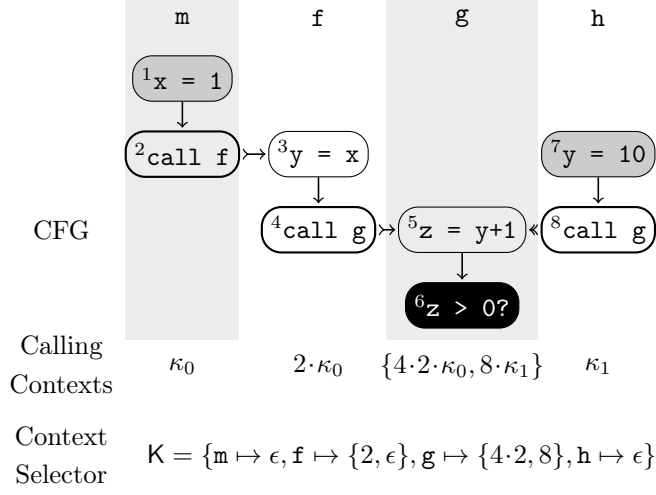 m f g h
¹x = 1
²call f ³y = x ⁷y = 10
CFG ⁴call g ⁵z = y+1 ⁸call g
⁶z > 0?
Calling
Contexts κ₀ 2·κ₀ {4·2·κ₀, 8·κ₁} κ₁
Context
Selector K = {m ↦ ϵ, f ↦ {2, ϵ}, g ↦ {4·2, 8}, h ↦ ϵ}